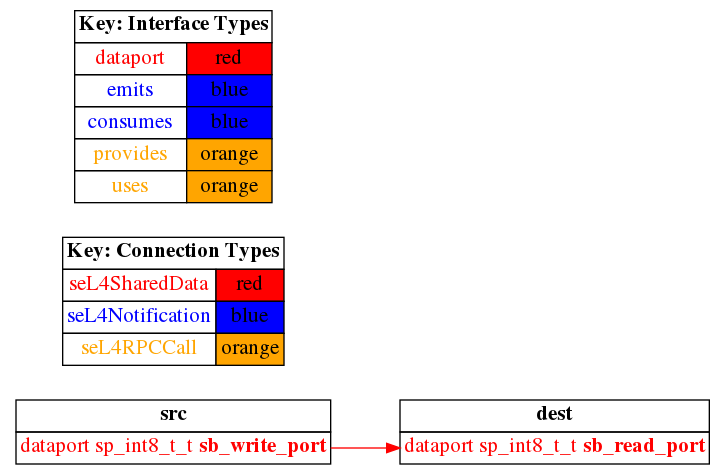 Key: Interface Types
dataport red
emits blue
consumes blue
provides orange
uses orange
Key: Connection Types
seL4SharedData red
seL4Notification blue
seL4RPCCall orange
src
dataport sp_int8_t_t sb_write_port
dest
dataport sp_int8_t_t sb_read_port